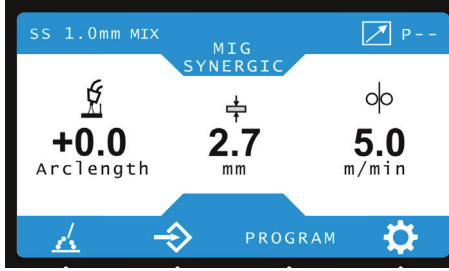 SS 1.0mm MIX
MIG
SYNERGIC
P--
+0.0
2.7
5.0
Arclength
mm
m/min
PROGRAM